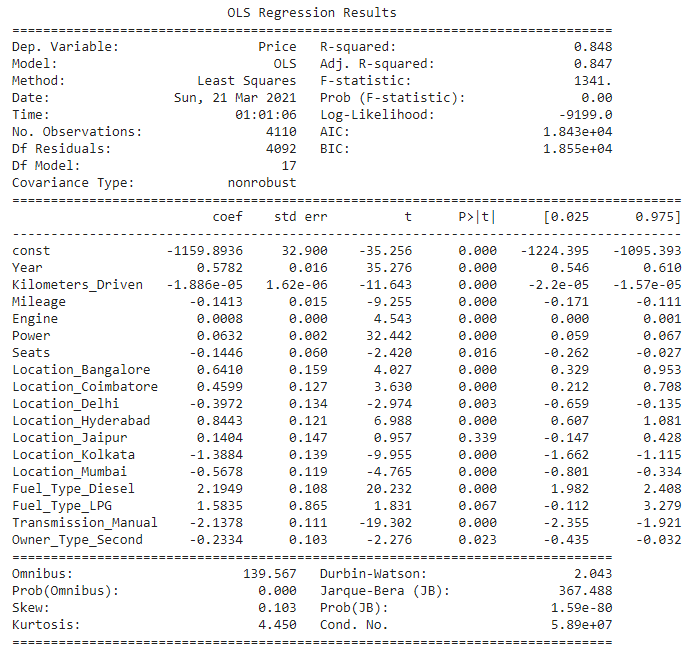 OLS Regression Results
==============================================================================
Dep. Variable: Price R-squared: 0.848
Model: OLS Adj. R-squared: 0.847
Method: Least Squares F-statistic: 1341.
Date: Sun, 21 Mar 2021 Prob (F-statistic): 0.00
Time: 01:01:06 Log-Likelihood: -9199.0
No. Observations: 4110 AIC: 1.843e+04
Df Residuals: 4092 BIC: 1.855e+04
Df Model: 17
Covariance Type: nonrobust
==========================================================================================
coef std err t P>|t| [0.025 0.975]
------------------------------------------------------------------------------------------
const -1159.8936 32.900 -35.256 0.000 -1224.395 -1095.393
Year 0.5782 0.016 35.276 0.000 0.546 0.610
Kilometers_Driven -1.886e-05 1.62e-06 -11.643 0.000 -2.2e-05 -1.57e-05
Mileage -0.1413 0.015 -9.255 0.000 -0.171 -0.111
Engine 0.0008 0.000 4.543 0.000 0.000 0.001
Power 0.0632 0.002 32.442 0.000 0.059 0.067
Seats -0.1446 0.060 -2.420 0.016 -0.262 -0.027
Location_Bangalore 0.6410 0.159 4.027 0.000 0.329 0.953
Location_Coimbatore 0.4599 0.127 3.630 0.000 0.212 0.708
Location_Delhi -0.3972 0.134 -2.974 0.003 -0.659 -0.135
Location_Hyderabad 0.8443 0.121 6.988 0.000 0.607 1.081
Location_Jaipur 0.1404 0.147 0.957 0.339 -0.147 0.428
Location_Kolkata -1.3884 0.139 -9.955 0.000 -1.662 -1.115
Location_Mumbai -0.5678 0.119 -4.765 0.000 -0.801 -0.334
Fuel_Type_Diesel 2.1949 0.108 20.232 0.000 1.982 2.408
Fuel_Type_LPG 1.5835 0.865 1.831 0.067 -0.112 3.279
Transmission_Manual -2.1378 0.111 -19.302 0.000 -2.355 -1.921
Owner_Type_Second -0.2334 0.103 -2.276 0.023 -0.435 -0.032
==============================================================================
Omnibus: 139.567 Durbin-Watson: 2.043
Prob(Omnibus): 0.000 Jarque-Bera (JB): 367.488
Skew: 0.103 Prob(JB): 1.59e-80
Kurtosis: 4.450 Cond. No. 5.89e+07
==============================================================================